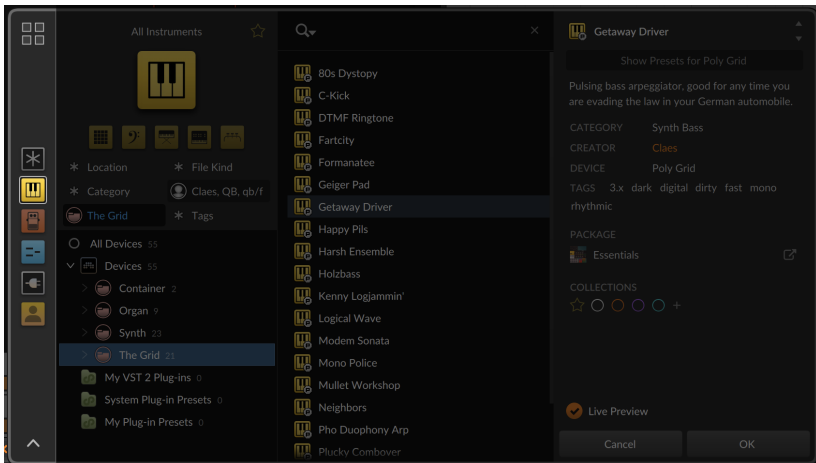 All Instruments
Location
File Kind
Category
Claes, QB, qb/f
The Grid
Tags
All Devices 55
Devices 55
Container 2
Organ 9
Synth 23
The Grid 21
My VST 2 Plug-ins 0
System Plug-in Presets 0
My Plug-in Presets 0
80s Dystopy
C-Kick
DTMF Ringtone
Fartcity
Formanatee
Geiger Pad
Getaway Driver
Happy Pils
Harsh Ensemble
Holzbass
Kenny Logjammin'
Logical Wave
Modem Sonata
Mono Police
Mullet Workshop
Neighbors
Pho Duophony Arp
Plucky Combover
Getaway Driver
Show Presets for Poly Grid
Pulsing bass arpeggiator, good for any time you
are evading the law in your German automobile.
CATEGORY Synth Bass
CREATOR Claes
DEVICE Poly Grid
TAGS 3.x dark digital dirty fast mono
rhythmic
PACKAGE
Essentials
COLLECTIONS
Live Preview
Cancel
OK